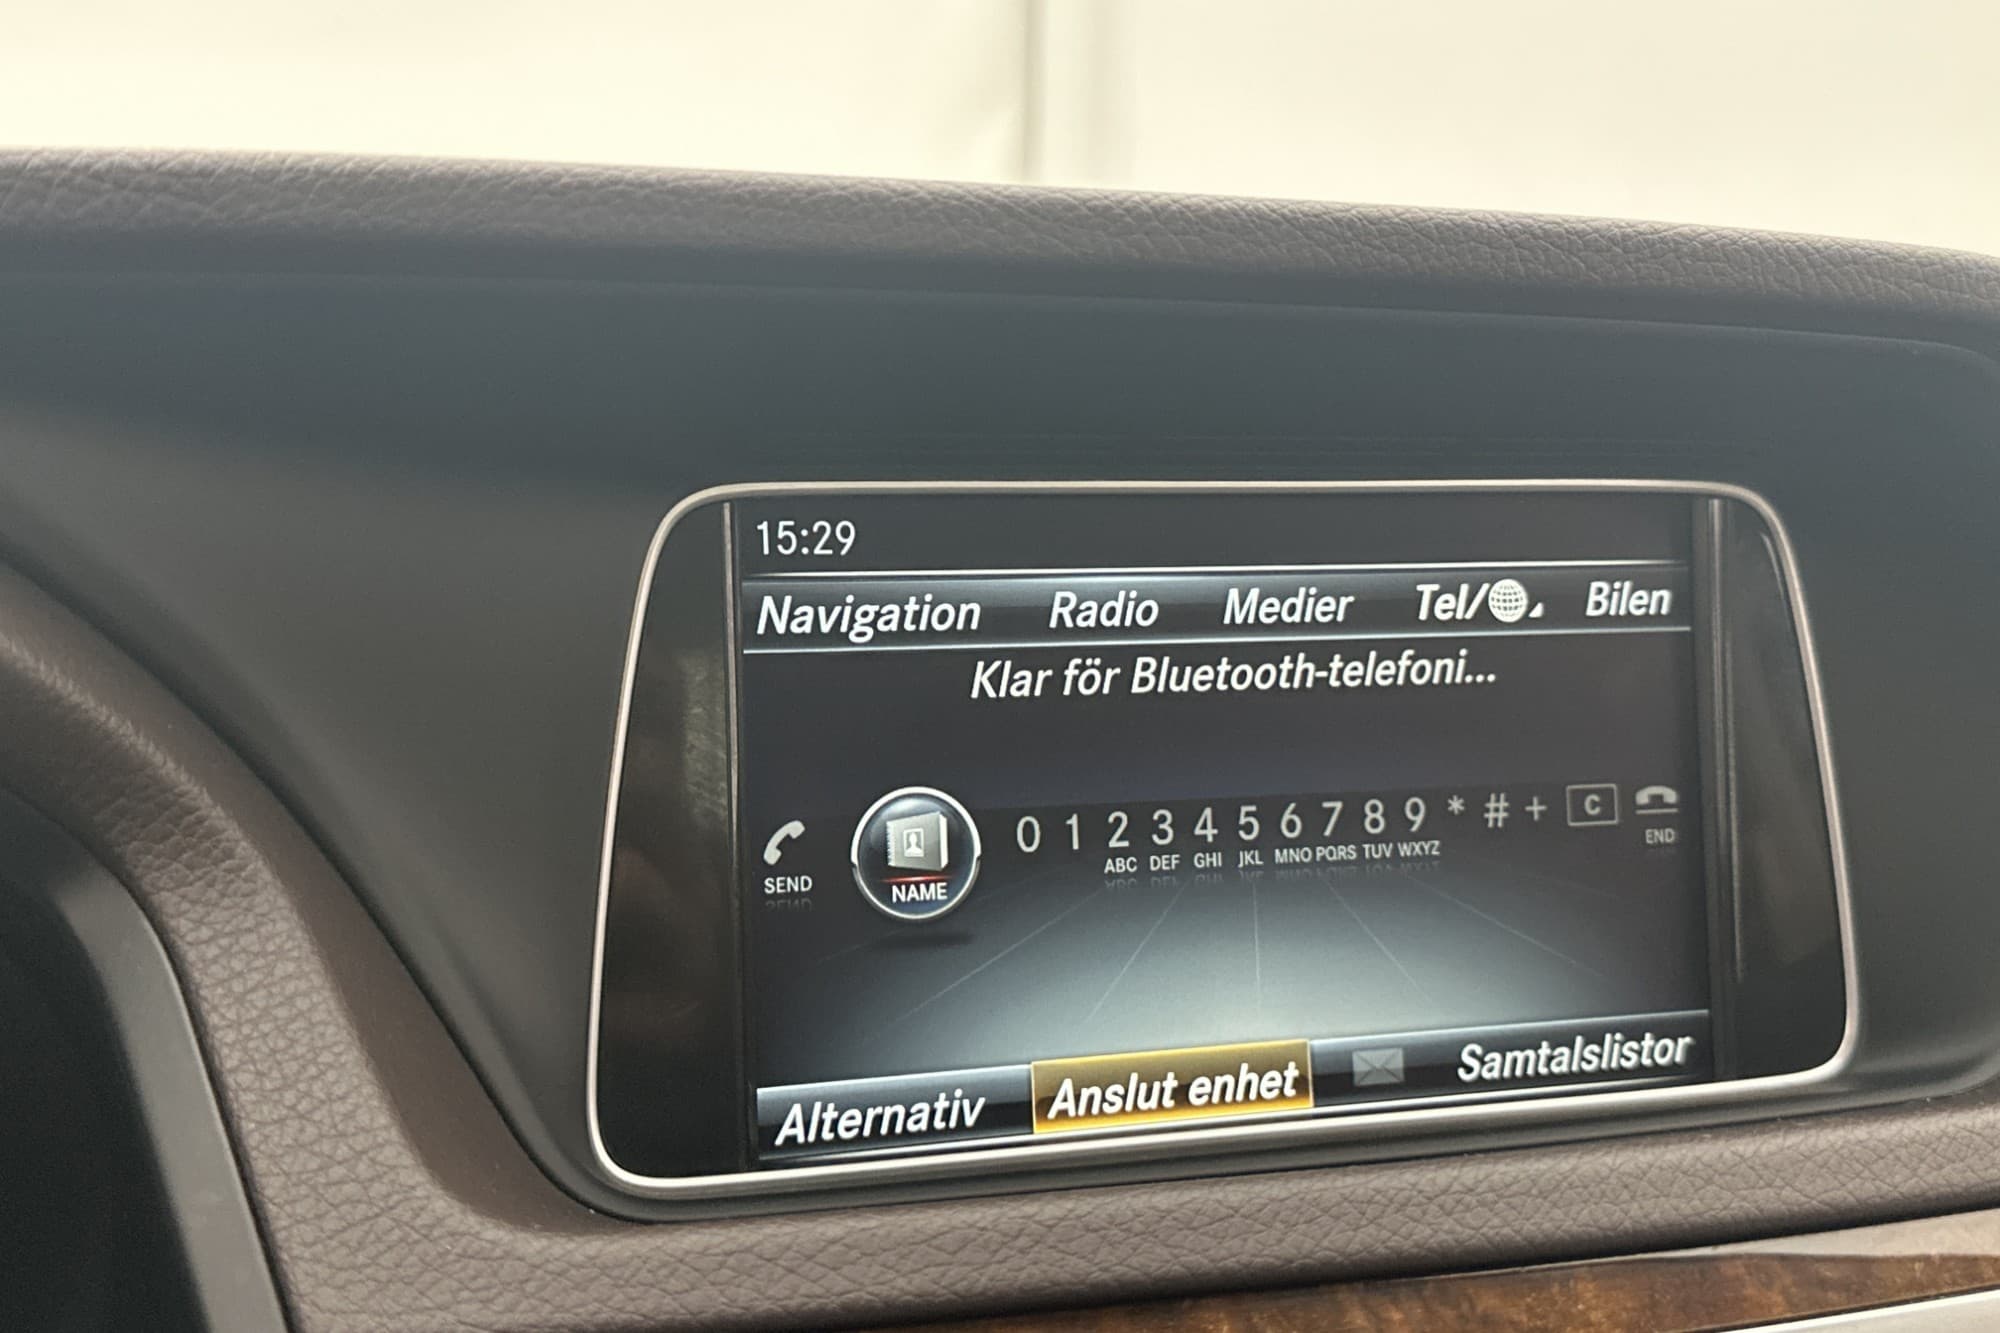 15:29
Navigation Radio Medier Tel/ Bilen
Klar för Bluetooth-telefoni...
0 1 2 3 4 5 6 7 8 9 * # + C
ABC DEF GHI JKL MNO PQRS TUV WXYZ
SEND NAME END
Alternativ Anslut enhet Samtalslistor